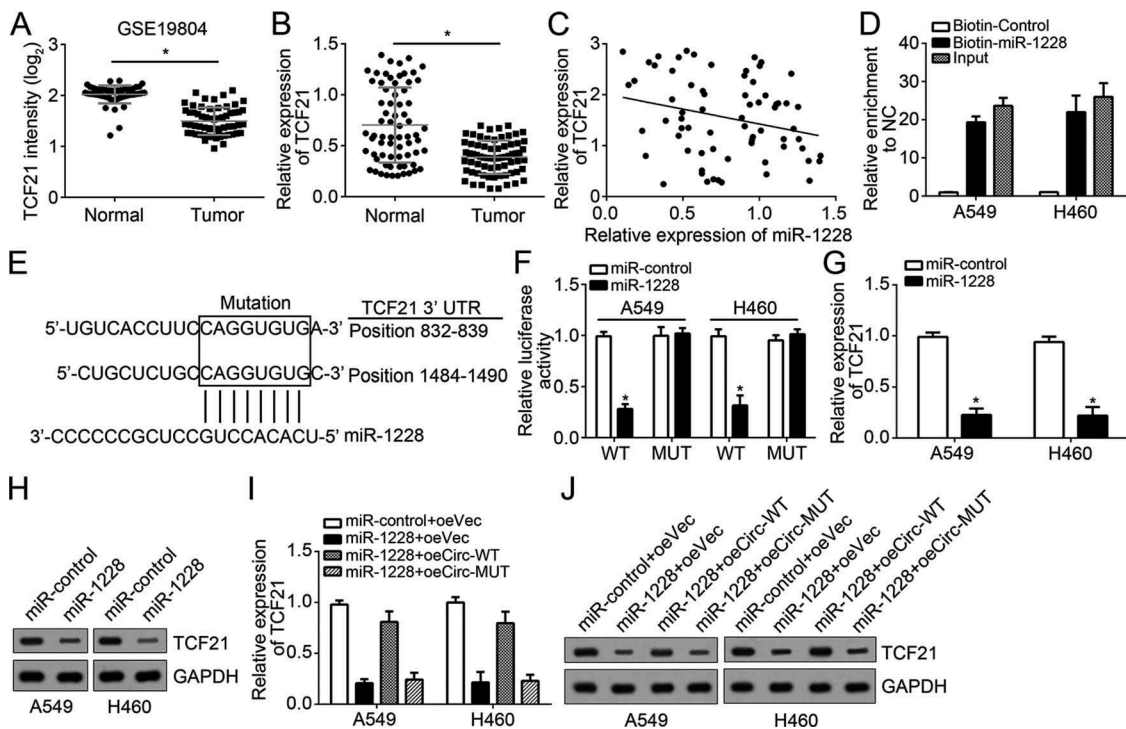 A
GSE19804
*
TCF21 intensity (log2)
3
2
1
0
Normal
Tumor
B
*
Relative expression
of TCF21
1.5
1.0
0.5
0.0
Normal
Tumor
C
Relative expression
of TCF21
3
2
1
0
0.0
0.5
1.0
1.5
Relative expression of miR-1228
D
Biotin-Control
Biotin-miR-1228
Input
Relative enrichment
to NC
40
30
20
10
0
A549
H460
E
Mutation
TCF21 3' UTR
5'-UGUCACCUUCCAGGUGUGA-3' Position 832-839
5'-CUGCUCUGCCAGGUGUGC-3' Position 1484-1490
3'-CCCCCCGCUCCGUCCACACU-5' miR-1228
F
miR-control
miR-1228
A549
H460
Relative luciferase
activity
1.5
1.0
0.5
0.0
*
*
WT
MUT
WT
MUT
G
miR-control
miR-1228
Relative expression
of TCF21
1.5
1.0
0.5
0.0
*
*
A549
H460
H
miR-control
miR-1228
miR-control
miR-1228
TCF21
GAPDH
A549
H460
I
miR-control+oeVec
miR-1228+oeVec
miR-1228+oeCirc-WT
miR-1228+oeCirc-MUT
Relative expression
of TCF21
1.5
1.0
0.5
0.0
A549
H460
J
miR-control+oeVec
miR-1228+oeVec
miR-1228+oeCirc-WT
miR-1228+oeCirc-MUT
miR-control+oeVec
miR-1228+oeVec
miR-1228+oeCirc-WT
miR-1228+oeCirc-MUT
TCF21
GAPDH
A549
H460